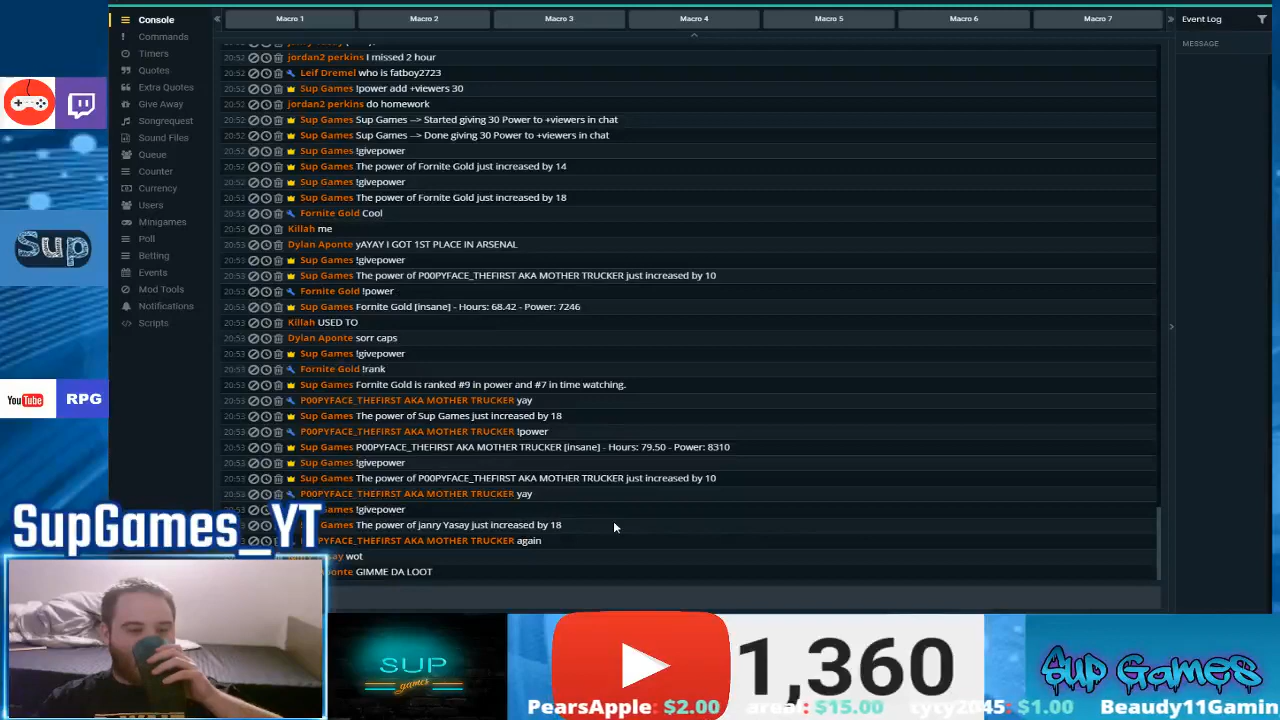 Console
Commands
Timers
Quotes
Extra Quotes
Give Away
Songrequest
Sound Files
Queue
Counter
Currency
Users
Minigames
Poll
Betting
Events
Mod Tools
Notifications
Scripts
Sup
YouTube RPG
Macro 1 Macro 2 Macro 3 Macro 4 Macro 5 Macro 6 Macro 7
Event Log
MESSAGE
20:52 jordan2 perkins I missed 2 hour
20:52 Leif Dremel who is fatboy2723
20:52 Sup Games !power add +viewers 30
20:52 jordan2 perkins do homework
20:52 Sup Games Sup Games --> Started giving 30 Power to +viewers in chat
20:52 Sup Games Sup Games --> Done giving 30 Power to +viewers in chat
20:52 Sup Games !givepower
20:52 Sup Games The power of Fornite Gold just increased by 14
20:52 Sup Games !givepower
20:53 Sup Games The power of Fornite Gold just increased by 18
20:53 Fornite Gold Cool
20:53 Killah me
20:53 Dylan Aponte yAYAY I GOT 1ST PLACE IN ARSENAL
20:53 Sup Games !givepower
20:53 Sup Games The power of P00PYFACE_THEFIRST AKA MOTHER TRUCKER just increased by 10
20:53 Fornite Gold !power
20:53 Sup Games Fornite Gold [insane] - Hours: 68.42 - Power: 7246
20:53 Killah USED TO
20:53 Dylan Aponte sorr caps
20:53 Sup Games !givepower
20:53 Fornite Gold !rank
20:53 Sup Games Fornite Gold is ranked #9 in power and #7 in time watching.
20:53 P00PYFACE_THEFIRST AKA MOTHER TRUCKER yay
20:53 Sup Games The power of Sup Games just increased by 18
20:53 P00PYFACE_THEFIRST AKA MOTHER TRUCKER !power
20:53 Sup Games P00PYFACE_THEFIRST AKA MOTHER TRUCKER [insane] - Hours: 79.50 - Power: 8310
20:53 Sup Games !givepower
20:53 Sup Games The power of P00PYFACE_THEFIRST AKA MOTHER TRUCKER just increased by 10
20:53 P00PYFACE_THEFIRST AKA MOTHER TRUCKER yay
Games !givepower
Games The power of janry Yasay just increased by 18
THEFIRST AKA MOTHER TRUCKER again
wot
GIMME DA LOOT
SupGames_YT
SUP
games
1,360
Sup Games
PearsApple: $2.00 $15.00 tyty2045: $1.00 Beaudy11Gamin